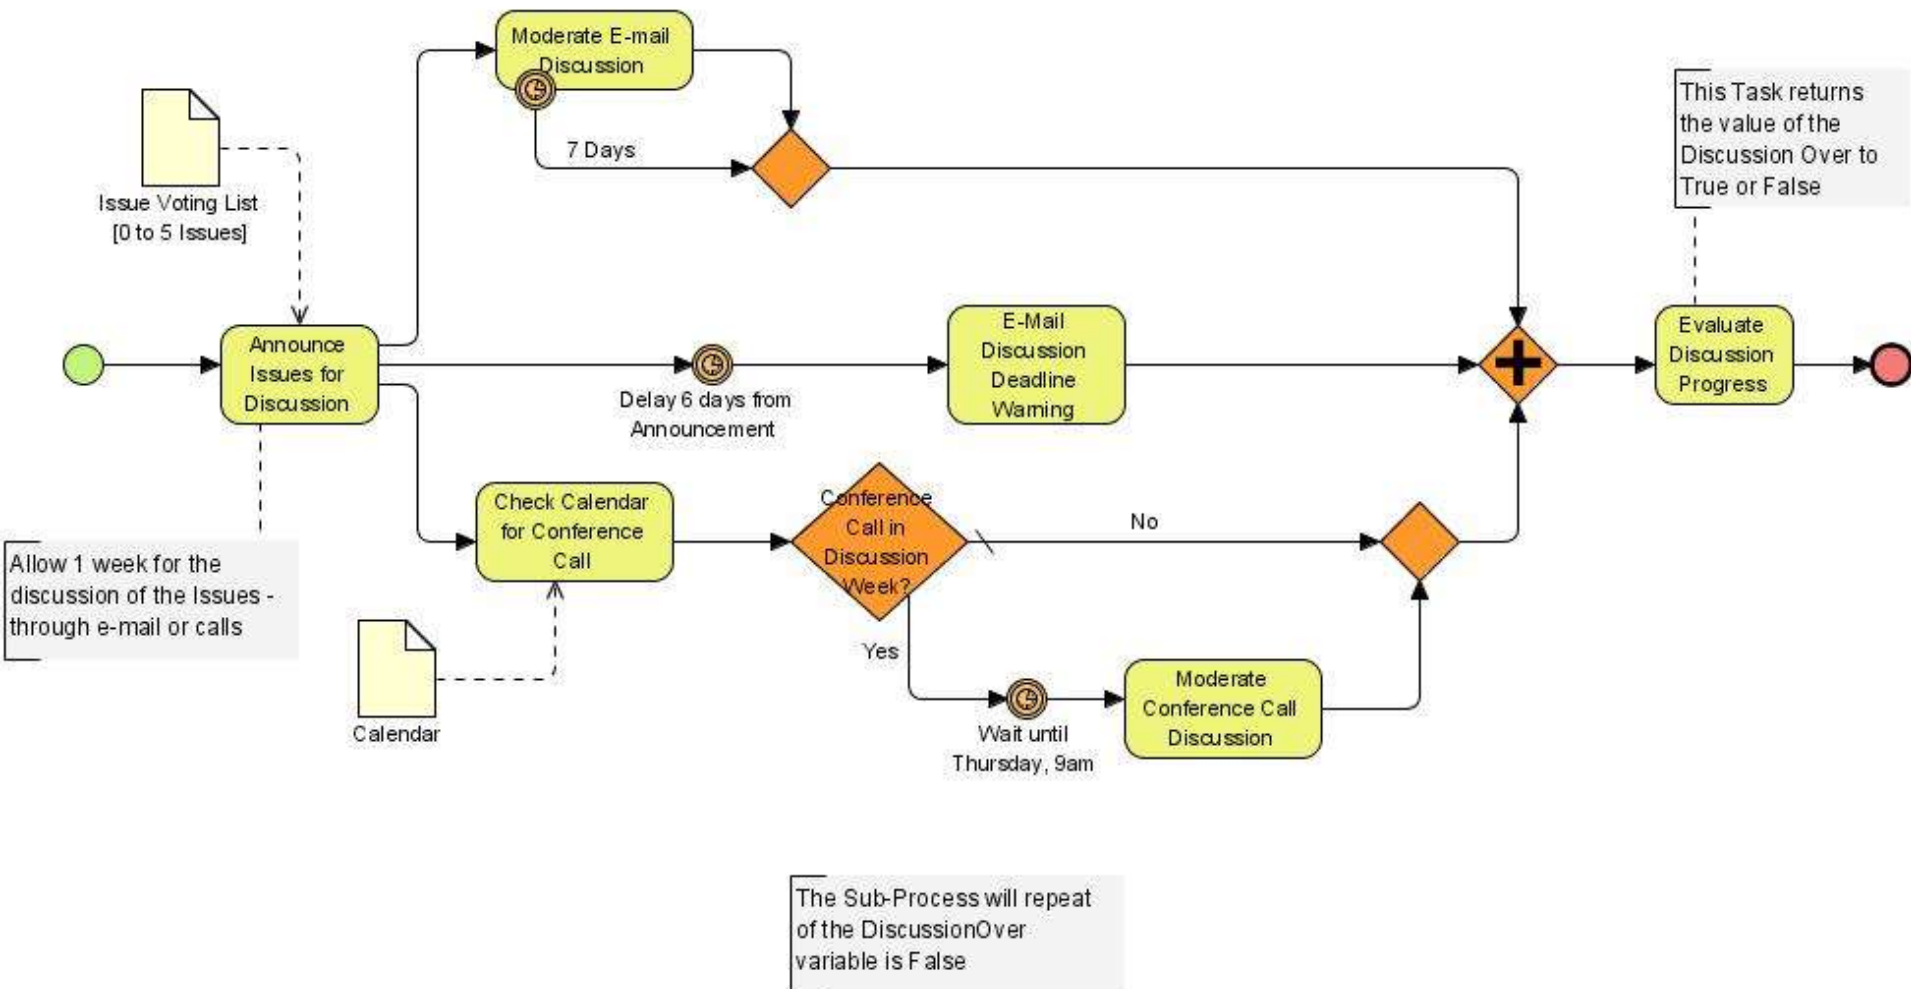 Moderate E-mail
Discussion
7 Days
This Task returns
the value of the
Discussion Over to
True or False
Issue Voting List
[0 to 5 Issues]
Announce
Issues for
Discussion
Delay 6 days from
Announcement
E-Mail
Discussion
Deadline
Warning
Evaluate
Discussion
Progress
Allow 1 week for the
discussion of the Issues -
through e-mail or calls
Check Calendar
for Conference
Call
Calendar
Conference
Call in
Discussion
Week?
No
Yes
Wait until
Thursday, 9am
Moderate
Conference Call
Discussion
The Sub-Process will repeat
of the DiscussionOver
variable is False